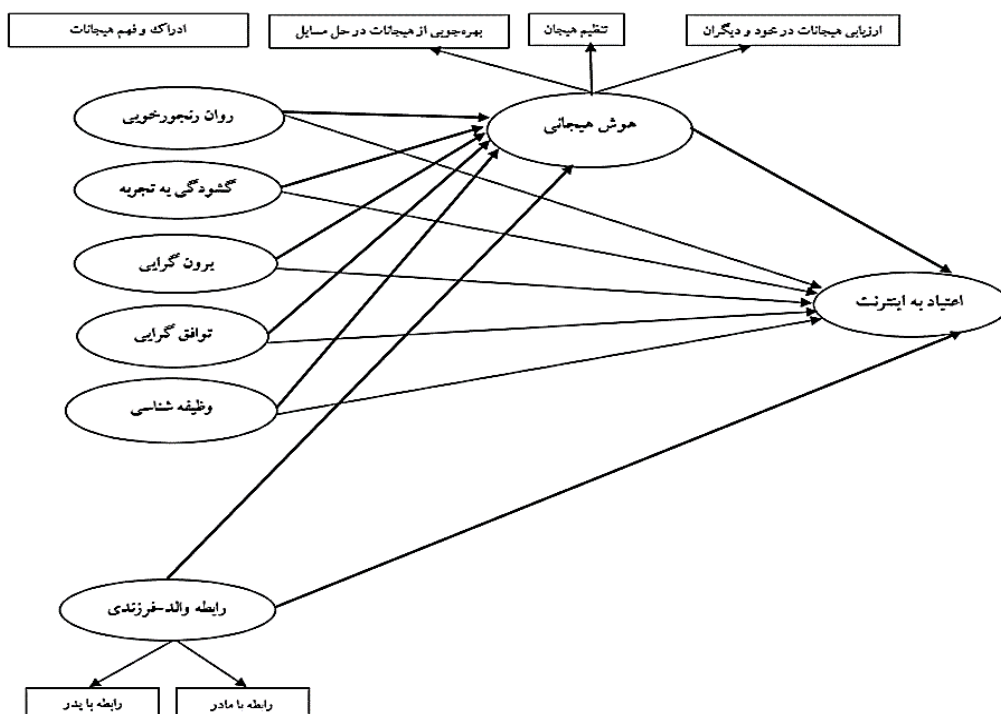 ارزیابی هیجانات در خود و دیگران
تنظیم هیجان
بهره‌جویی از هیجانات در حل مسایل
ادراک و فهم هیجانات
هوش هیجانی
روان رنجورخویی
گشودگی به تجربه
برون گرایی
توافق گرایی
وظیفه شناسی
اعتیاد به اینترنت
رابطه والد-فرزندی
رابطه با مادر
رابطه با پدر